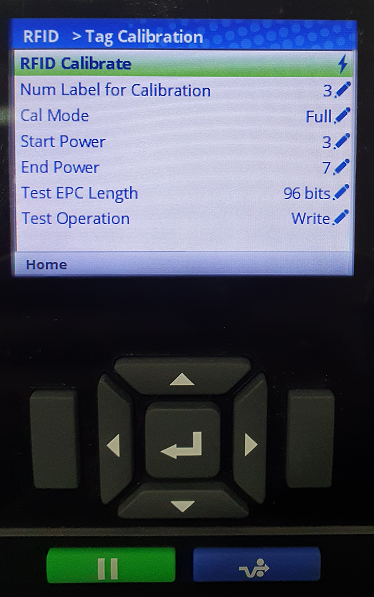 RFID > Tag Calibration
RFID Calibrate
Num Label for Calibration 3
Cal Mode Full
Start Power 3
End Power 7
Test EPC Length 96 bits
Test Operation Write
Home